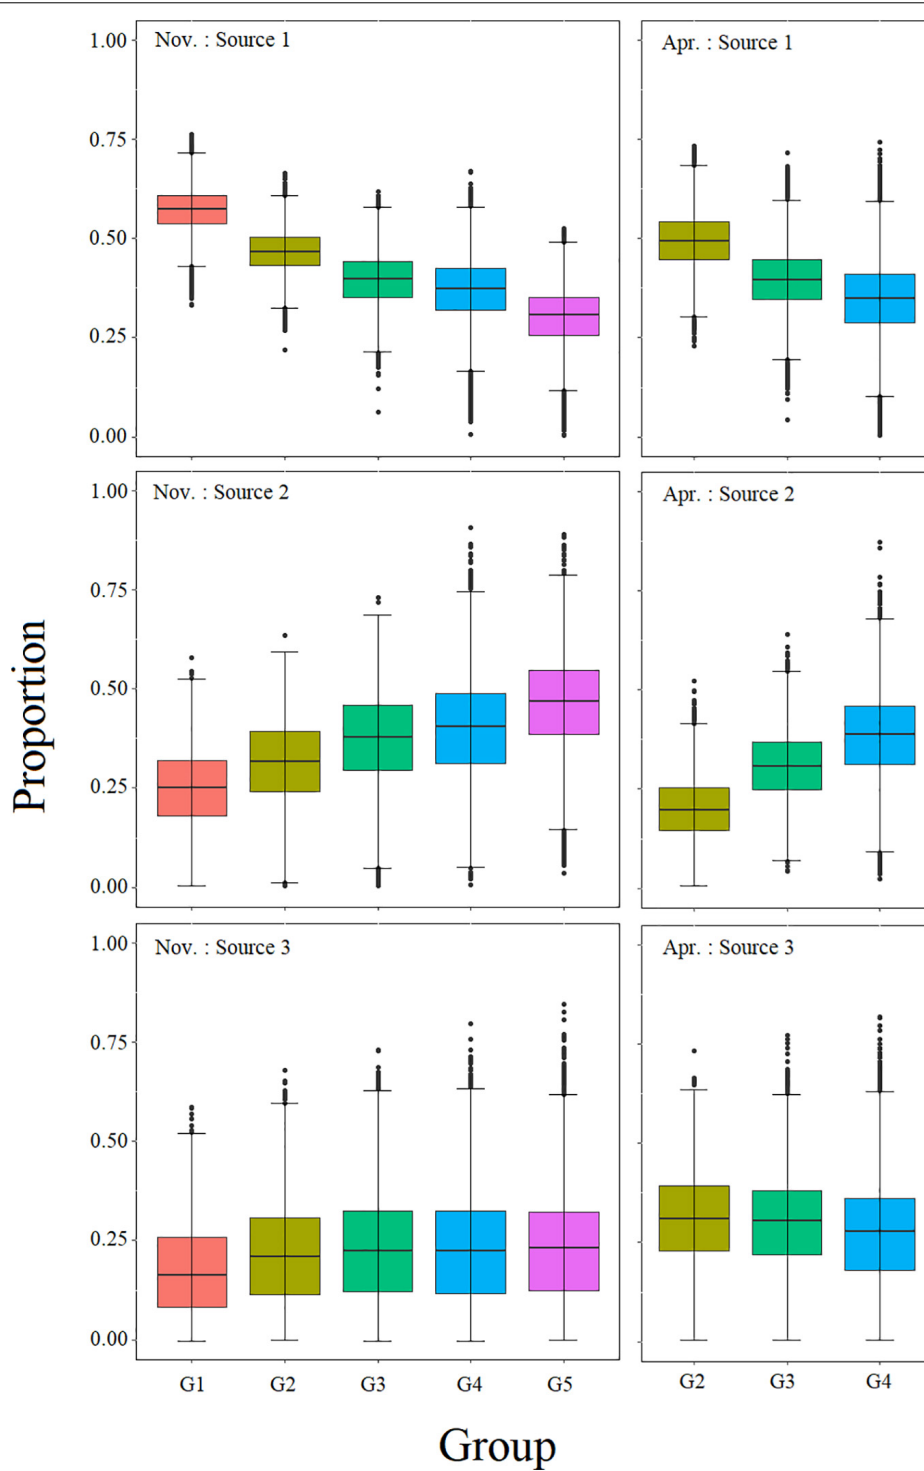 Nov. : Source 1
Apr. : Source 1
1.00
0.75
0.50
0.25
0.00
Nov. : Source 2
Apr. : Source 2
1.00
0.75
0.50
0.25
0.00
Nov. : Source 3
Apr. : Source 3
1.00
0.75
0.50
0.25
0.00
Proportion
G1 G2 G3 G4 G5
G2 G3 G4
Group